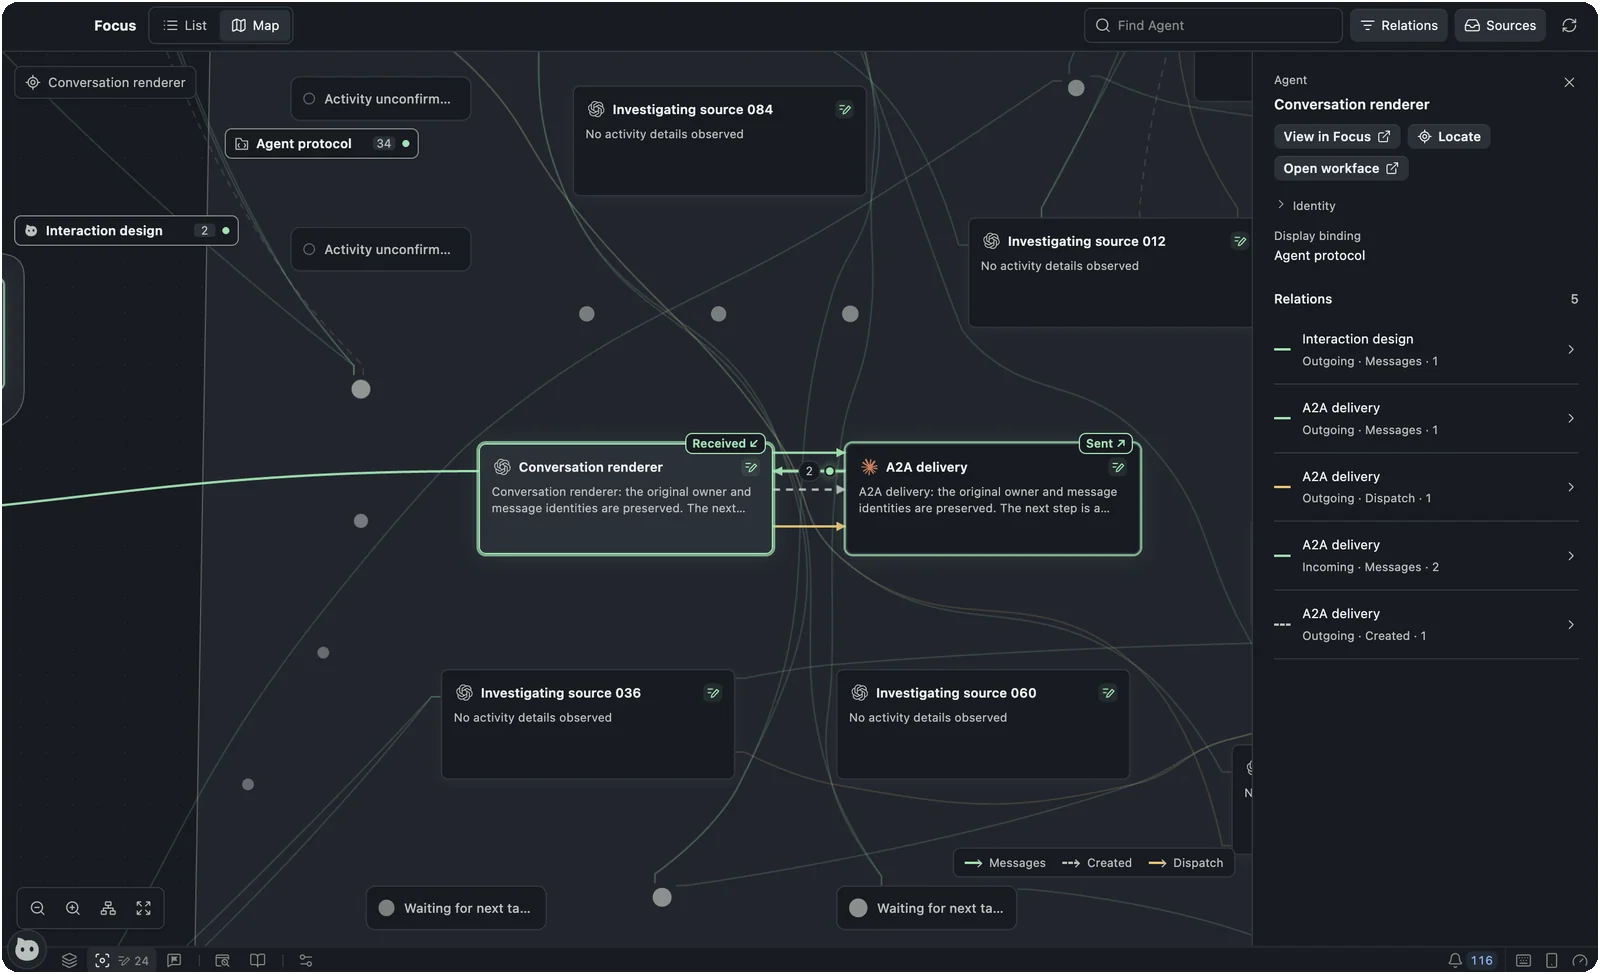 Focus
List
Map
Find Agent
Relations
Sources
Conversation renderer
Activity unconfirm...
Agent protocol 34
Interaction design 2
Activity unconfirm...
Investigating source 084
No activity details observed
Investigating source 012
No activity details observed
Received
Conversation renderer
Conversation renderer: the original owner and
message identities are preserved. The next...
2
Sent
A2A delivery
A2A delivery: the original owner and message
identities are preserved. The next step is a...
Investigating source 036
No activity details observed
Investigating source 060
No activity details observed
N
Messages
Created
Dispatch
Waiting for next ta...
Waiting for next ta...
Agent
Conversation renderer
View in Focus
Locate
Open workface
Identity
Display binding
Agent protocol
Relations 5
Interaction design
Outgoing · Messages · 1
A2A delivery
Outgoing · Messages · 1
A2A delivery
Outgoing · Dispatch · 1
A2A delivery
Incoming · Messages · 2
A2A delivery
Outgoing · Created · 1
24
116